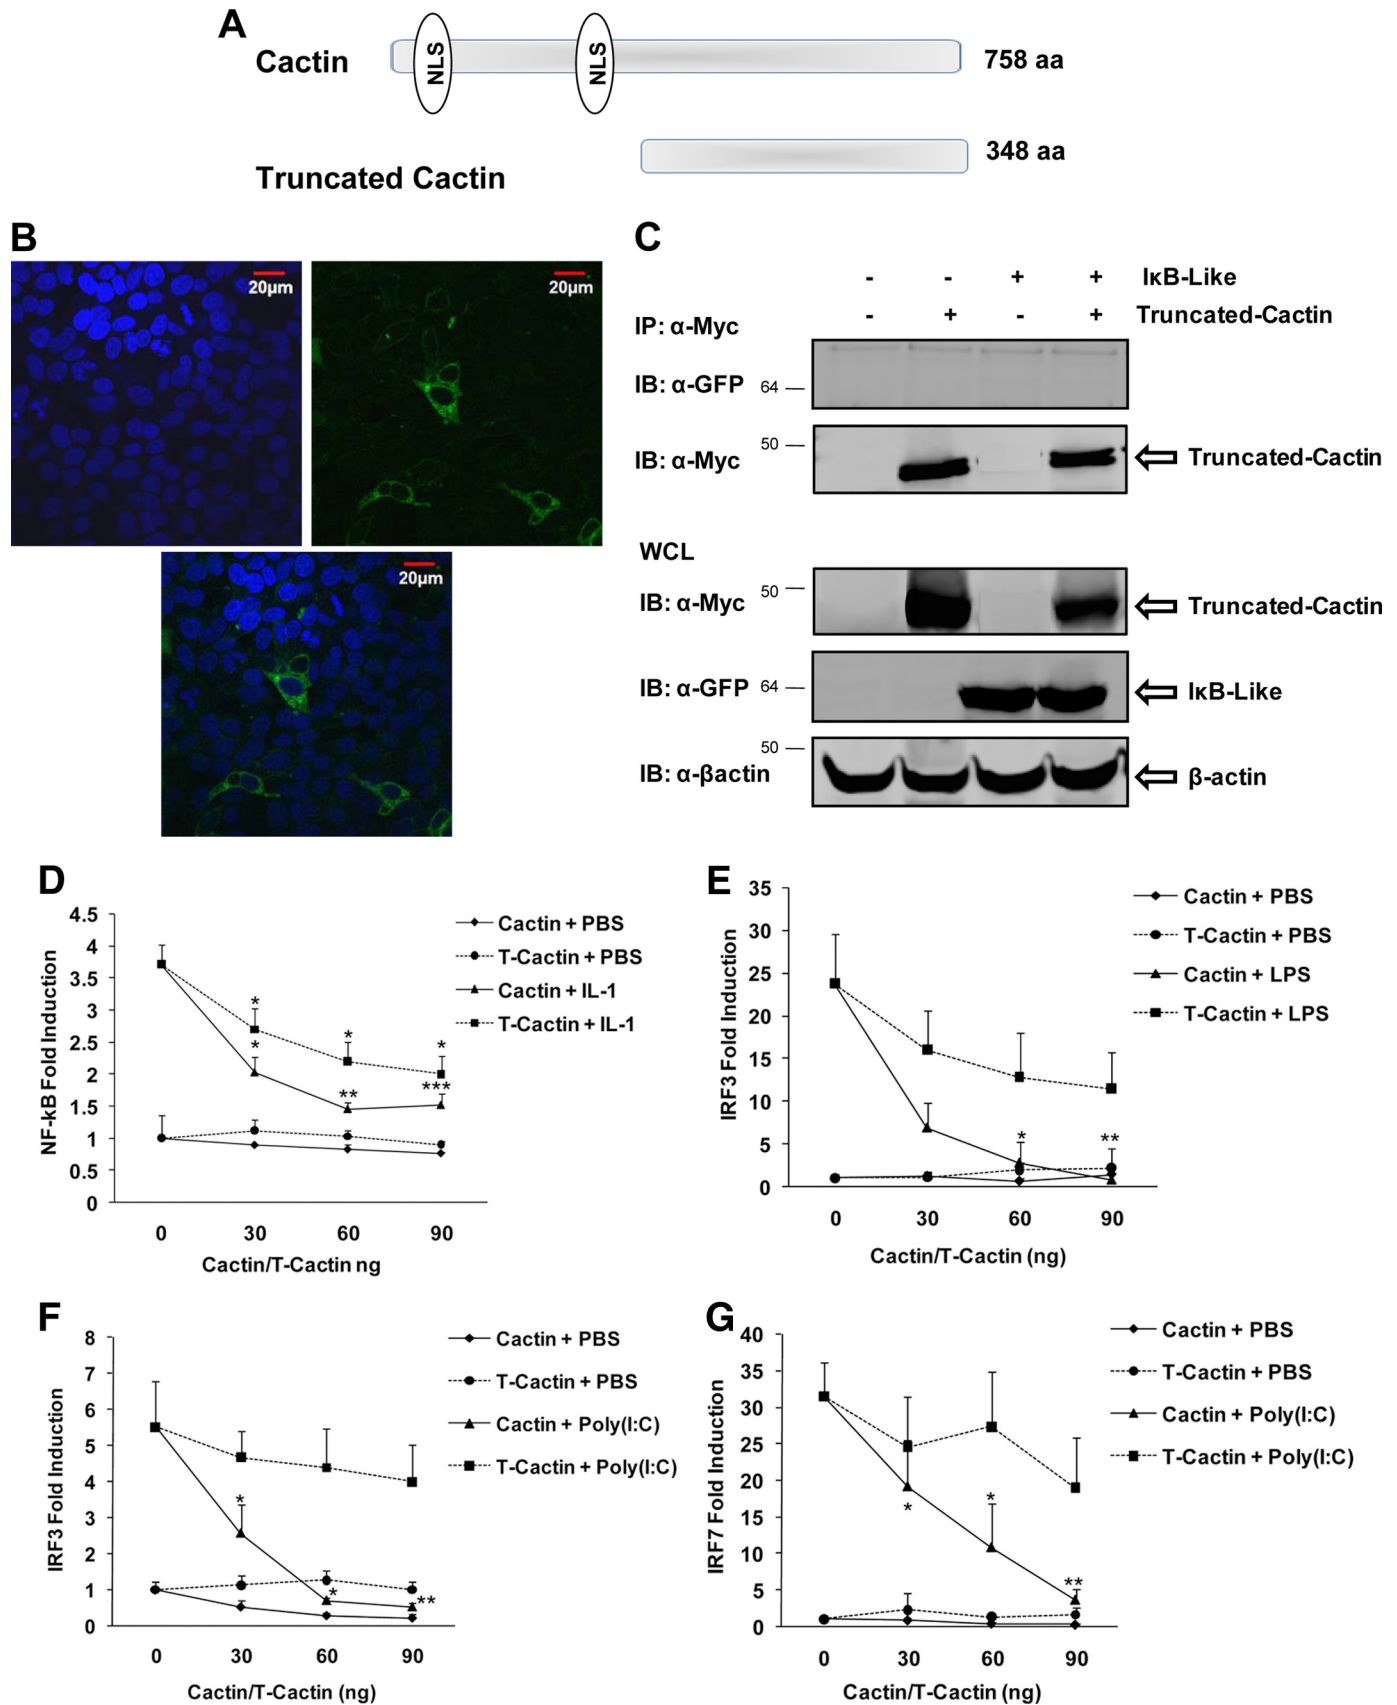 A
Cactin NLS NLS 758 aa
Truncated Cactin 348 aa
B
20µm 20µm
20µm
C
- - + + IκB-Like
- + - + Truncated-Cactin
IP: α-Myc
IB: α-GFP 64
IB: α-Myc 50 Truncated-Cactin
WCL
IB: α-Myc 50 Truncated-Cactin
IB: α-GFP 64 IκB-Like
IB: α-βactin 50 β-actin
D
NF-kB Fold Induction
4.5
4
3.5
3
2.5
2
1.5
1
0.5
0
* * * * ** ***
0 30 60 90
Cactin/T-Cactin ng
Cactin + PBS
T-Cactin + PBS
Cactin + IL-1
T-Cactin + IL-1
E
IRF3 Fold Induction
35
30
25
20
15
10
5
0
* **
0 30 60 90
Cactin/T-Cactin (ng)
Cactin + PBS
T-Cactin + PBS
Cactin + LPS
T-Cactin + LPS
F
IRF3 Fold Induction
8
7
6
5
4
3
2
1
0
* * **
0 30 60 90
Cactin/T-Cactin (ng)
Cactin + PBS
T-Cactin + PBS
Cactin + Poly(I:C)
T-Cactin + Poly(I:C)
G
IRF7 Fold Induction
40
35
30
25
20
15
10
5
0
* * **
0 30 60 90
Cactin/T-Cactin (ng)
Cactin + PBS
T-Cactin + PBS
Cactin + Poly(I:C)
T-Cactin + Poly(I:C)